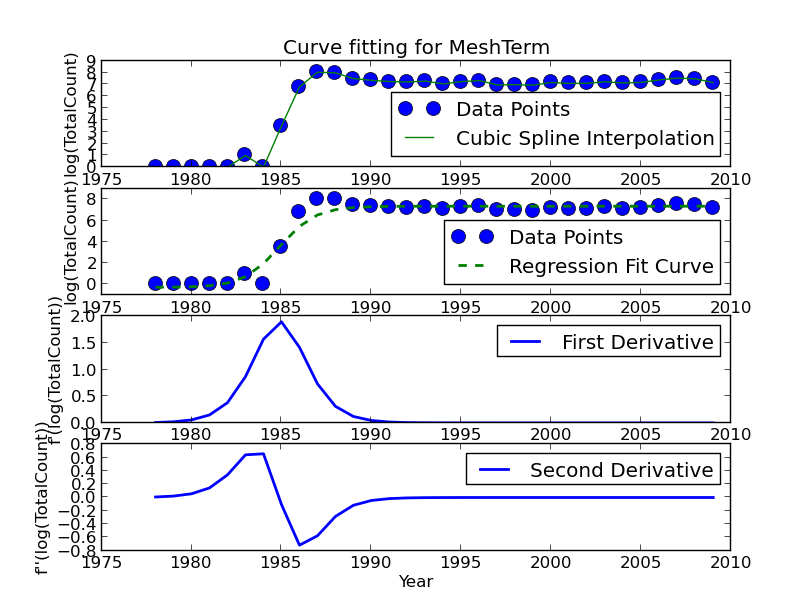 Curve fitting for MeshTerm
log(TotalCount)
9
8
7
6
5
4
3
2
1
0
Data Points
Cubic Spline Interpolation
1975 1980 1985 1990 1995 2000 2005 2010
log(TotalCount)
8
6
4
2
0
Data Points
Regression Fit Curve
1975 1980 1985 1990 1995 2000 2005 2010
f'(log(TotalCount))
2.0
1.5
1.0
0.5
0.0
First Derivative
1975 1980 1985 1990 1995 2000 2005 2010
f''(log(TotalCount))
0.8
0.6
0.4
0.2
0.0
−0.2
−0.4
−0.6
−0.8
Second Derivative
1975 1980 1985 1990 1995 2000 2005 2010
Year